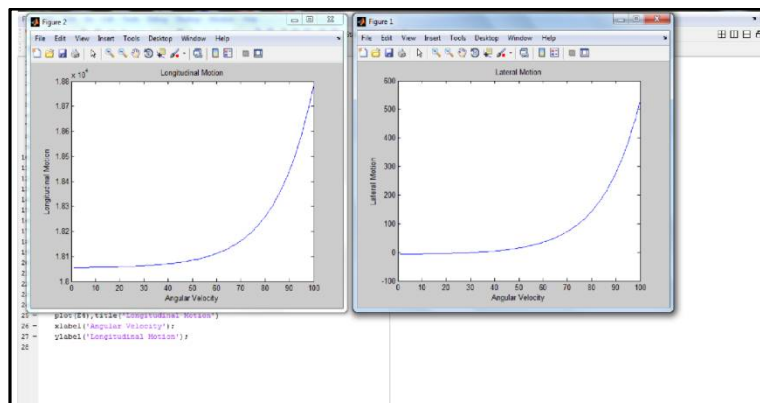 Figure 2
File Edit View Insert Tools Desktop Window Help
Longitudinal Motion
x 10
1.88
1.87
1.86
1.85
1.84
1.83
1.82
1.81
1.8
0 10 20 30 40 50 60 70 80 90 100
Longitudinal Motion
Angular Velocity
Figure 1
File Edit View Insert Tools Desktop Window Help
Lateral Motion
600
500
400
300
200
100
0
-100
0 10 20 30 40 50 60 70 80 90 100
Lateral Motion
Angular Velocity
25 - plot(E4),title('Longitudinal Motion')
26 - xlabel('Angular Velocity');
27 - ylabel('Longitudinal Motion');
28